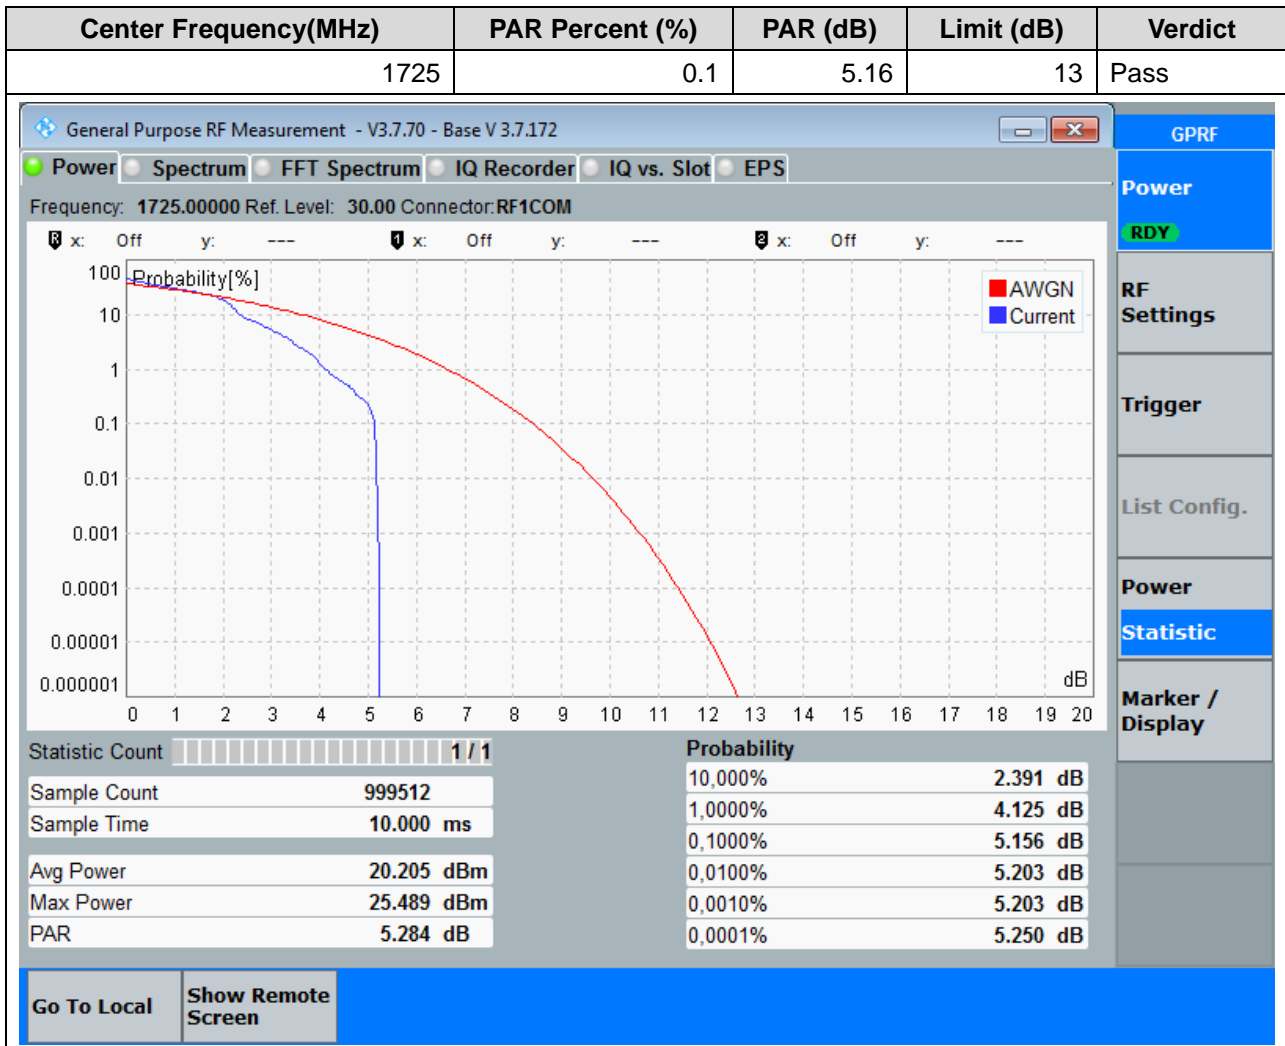 Center Frequency(MHz) PAR Percent (%) PAR (dB) Limit (dB) Verdict
1725 0.1 5.16 13 Pass
General Purpose RF Measurement - V3.7.70 - Base V 3.7.172
GPRF
Power Spectrum FFT Spectrum IQ Recorder IQ vs. Slot EPS
Frequency: 1725.00000 Ref. Level: 30.00 Connector:RF1COM
R x: Off y: --- 1 x: Off y: --- 2 x: Off y: ---
Probability[%]
AWGN
Current
100
10
1
0.1
0.01
0.001
0.0001
0.00001
0.000001
dB
0 1 2 3 4 5 6 7 8 9 10 11 12 13 14 15 16 17 18 19 20
Statistic Count 1 / 1
Sample Count 999512
Sample Time 10.000 ms
Avg Power 20.205 dBm
Max Power 25.489 dBm
PAR 5.284 dB
Probability
10,000% 2.391 dB
1,0000% 4.125 dB
0,1000% 5.156 dB
0,0100% 5.203 dB
0,0010% 5.203 dB
0,0001% 5.250 dB
Power
RDY
RF
Settings
Trigger
List Config.
Power
Statistic
Marker /
Display
Go To Local
Show Remote
Screen